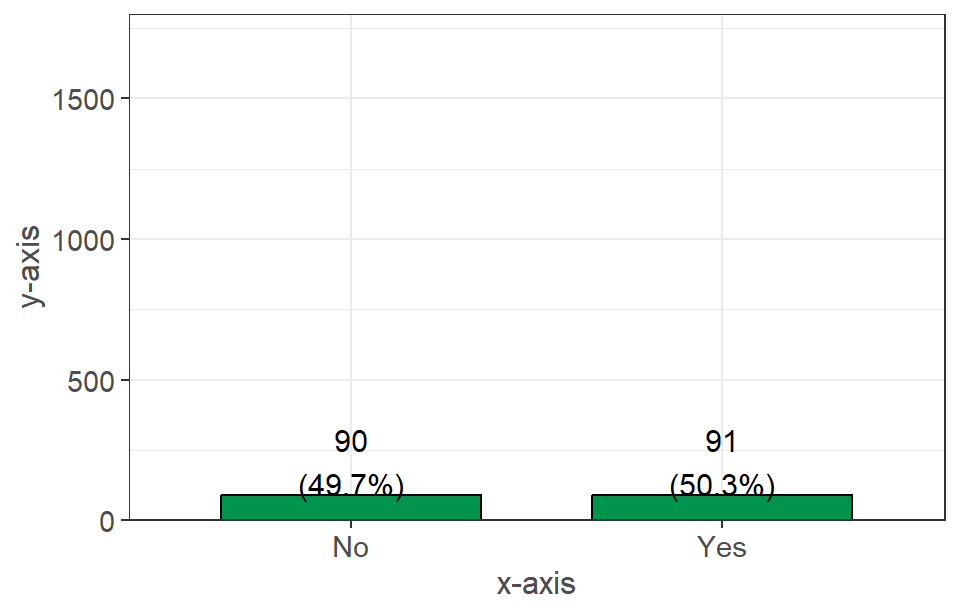 1500
1000
500
0
y-axis
90
(49.7%)
91
(50.3%)
No
Yes
x-axis